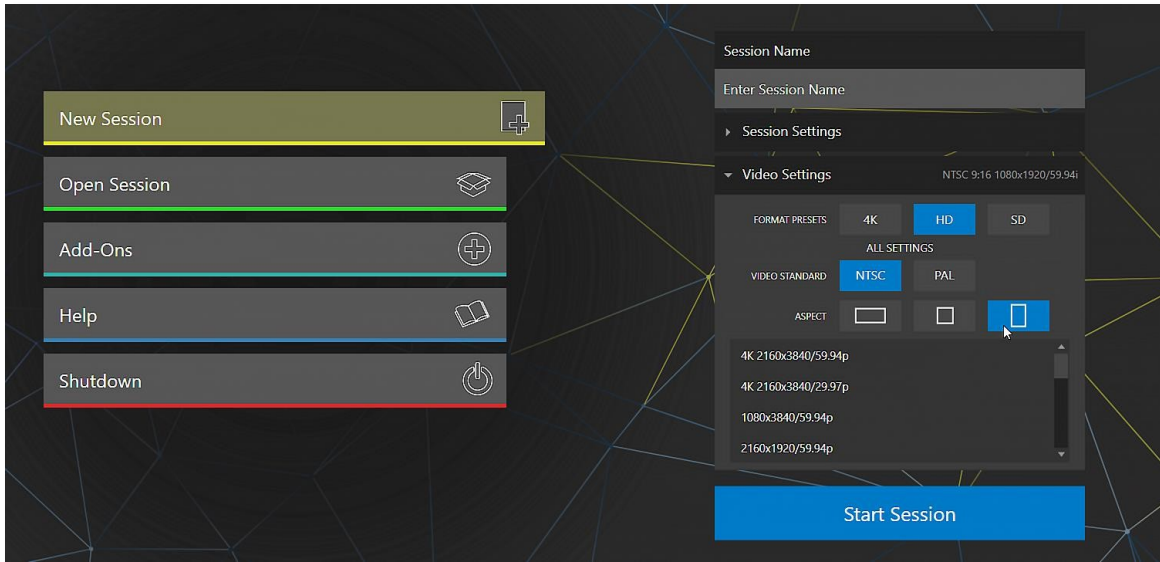 New Session
Open Session
Add-Ons
Help
Shutdown
Session Name
Enter Session Name
Session Settings
Video Settings NTSC 9:16 1080x1920/59.94i
FORMAT PRESETS 4K HD SD
ALL SETTINGS
VIDEO STANDARD NTSC PAL
ASPECT
4K 2160x3840/59.94p
4K 2160x3840/29.97p
1080x3840/59.94p
2160x1920/59.94p
Start Session